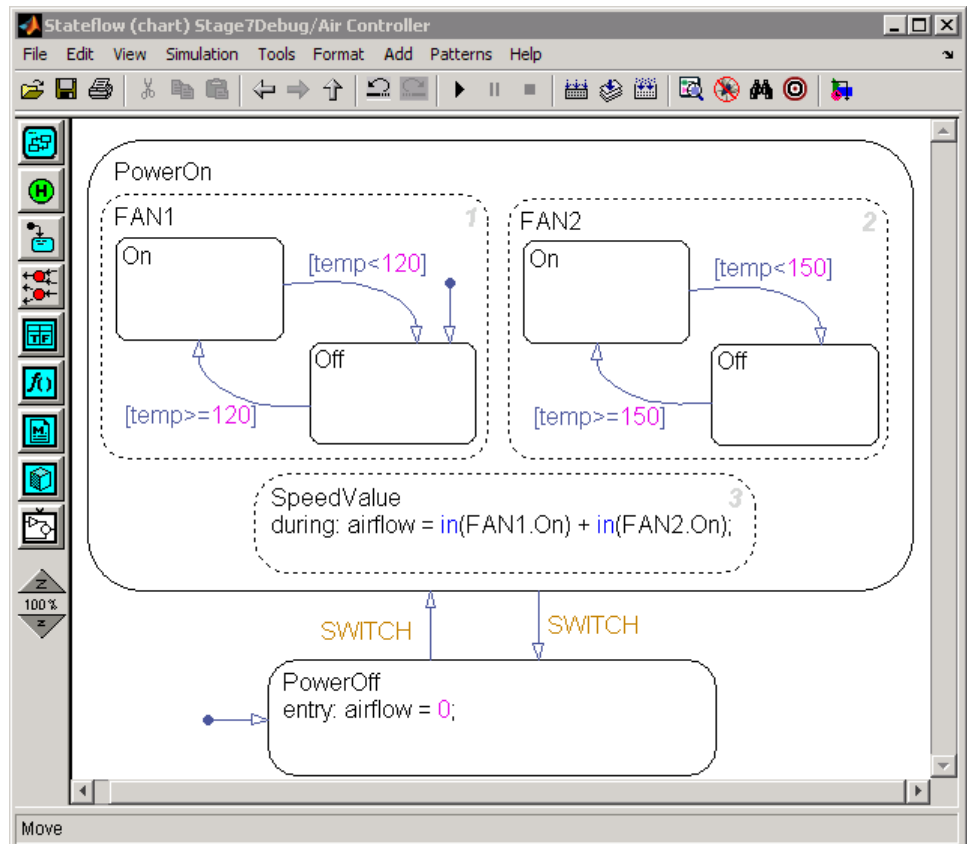 Stateflow (chart) Stage7Debug/Air Controller
File Edit View Simulation Tools Format Add Patterns Help
PowerOn
FAN1
1
On
[temp<120]
Off
[temp>=120]
FAN2
2
On
[temp<150]
Off
[temp>=150]
SpeedValue
3
during: airflow = in(FAN1.On) + in(FAN2.On);
SWITCH
SWITCH
PowerOff
entry: airflow = 0;
H
TF
f()
M
Z
100 %
Z
Move